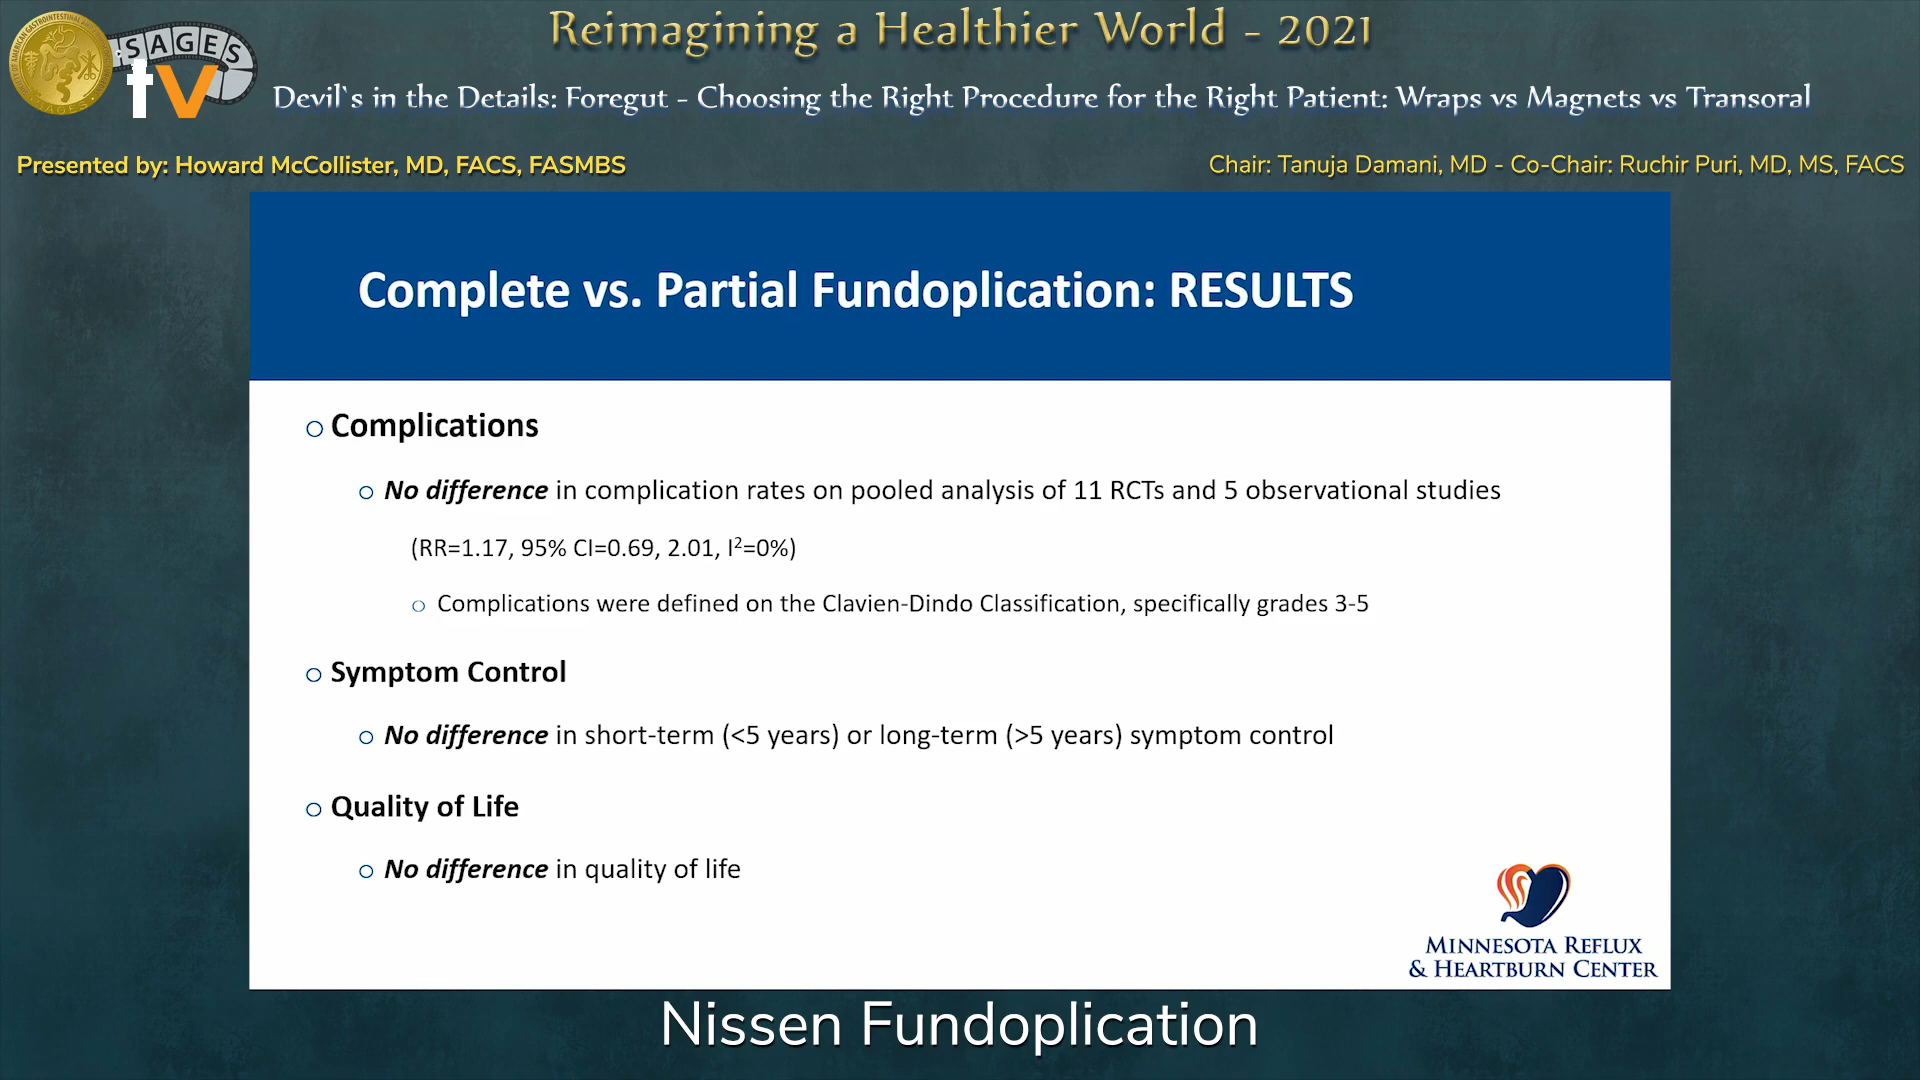 Reimagining a Healthier World - 2021
SAGES
tv
Devil`s in the Details: Foregut - Choosing the Right Procedure for the Right Patient: Wraps vs Magnets vs Transoral
Presented by: Howard McCollister, MD, FACS, FASMBS
Chair: Tanuja Damani, MD - Co-Chair: Ruchir Puri, MD, MS, FACS
Complete vs. Partial Fundoplication: RESULTS
Complications
No difference in complication rates on pooled analysis of 11 RCTs and 5 observational studies
(RR=1.17, 95% CI=0.69, 2.01, I²=0%)
Complications were defined on the Clavien-Dindo Classification, specifically grades 3-5
Symptom Control
No difference in short-term (<5 years) or long-term (>5 years) symptom control
Quality of Life
No difference in quality of life
MINNESOTA REFLUX
& HEARTBURN CENTER
Nissen Fundoplication